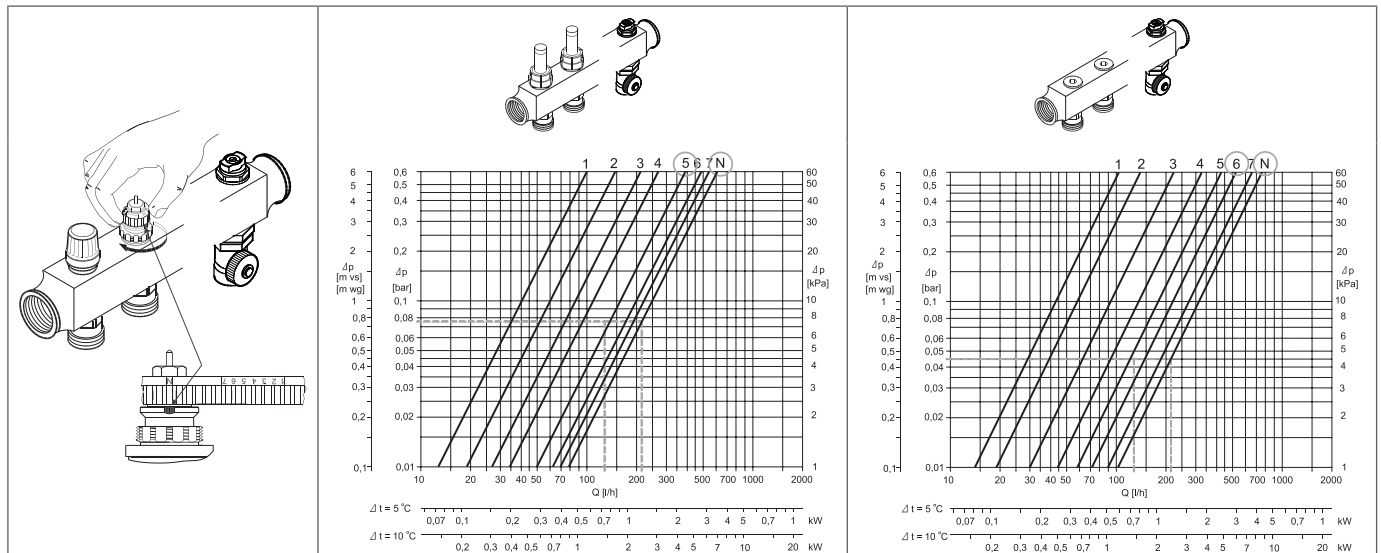 N 7 6 5 4 3 2 1
1 2 3 4 5 6 7 N
6 0,6 60
5 0,5 50
4 0,4 40
3 0,3 30
2 0,2 20
Δp [m vs] [m wg] Δp [bar] Δp [kPa]
1 0,1 10
0,8 0,08 8
0,6 0,06 6
0,5 0,05 5
0,4 0,04 4
0,3 0,03 3
0,2 0,02 2
0,1 0,01 1
10 20 30 40 50 70 100 200 300 400 500 700 1000 2000
Q [l/h]
Δ t = 5 °C
0,07 0,1 0,2 0,3 0,4 0,5 0,7 1 2 3 4 5 0,7 1 kW
Δ t = 10 °C
0,2 0,3 0,4 0,5 0,7 1 2 3 4 5 7 10 20 kW
1 2 3 4 5 6 7 N
6 0,6 60
5 0,5 50
4 0,4 40
3 0,3 30
2 0,2 20
Δp [m vs] [m wg] Δp [bar] Δp [kPa]
1 0,1 10
0,8 0,08 8
0,6 0,06 6
0,5 0,05 5
0,4 0,04 4
0,3 0,03 3
0,2 0,02 2
0,1 0,01 1
10 20 30 40 50 70 100 200 300 400 500 700 1000 2000
Q [l/h]
Δ t = 5 °C
0,07 0,1 0,2 0,3 0,4 0,5 0,7 1 2 3 4 5 0,7 1 kW
Δ t = 10 °C
0,2 0,3 0,4 0,5 0,7 1 2 3 4 5 7 10 20 kW